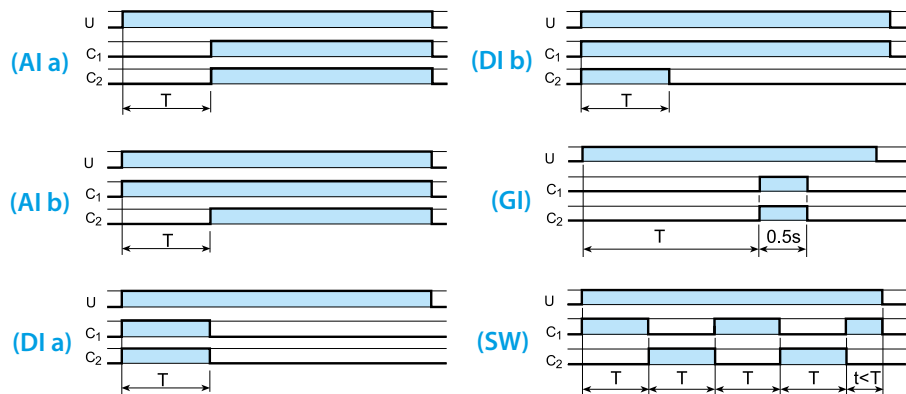 (AI a)
U
C1
C2
T
(DI b)
U
C1
C2
T
(AI b)
U
C1
C2
T
(GI)
U
C1
C2
T 0.5s
(DI a)
U
C1
C2
T
(SW)
U
C1
C2
T T T T t<T